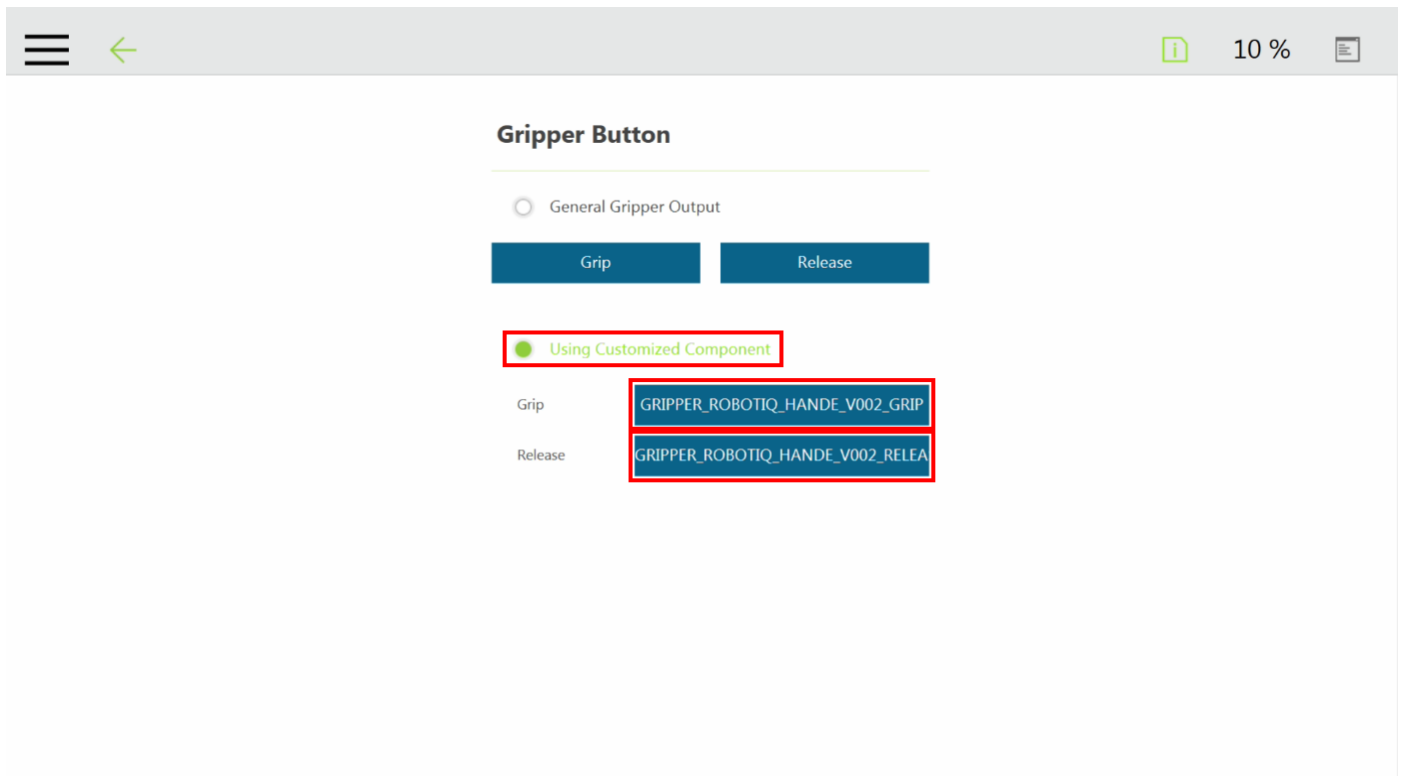 10 %
Gripper Button
General Gripper Output
Grip Release
Using Customized Component
Grip GRIPPER_ROBOTIQ_HANDE_V002_GRIP
Release GRIPPER_ROBOTIQ_HANDE_V002_RELEA